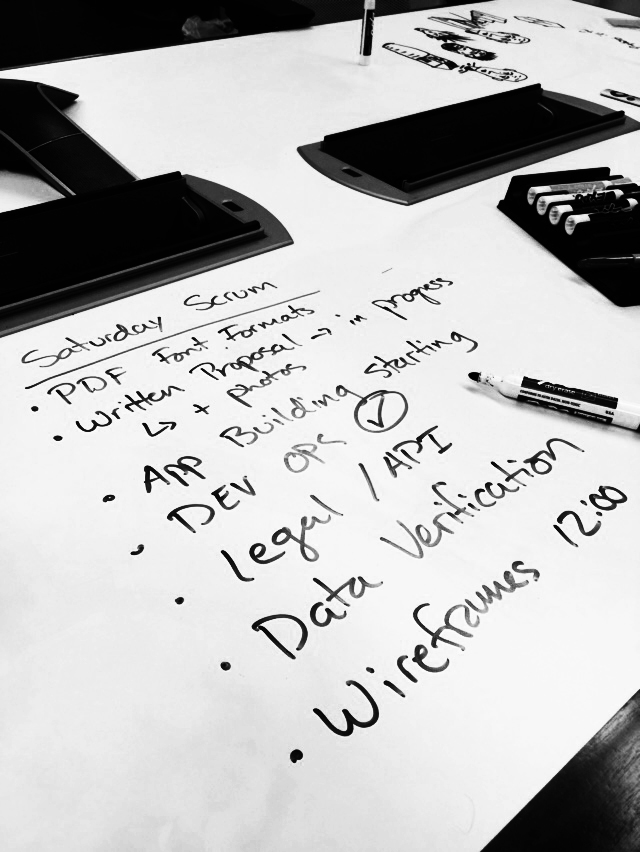 Saturday Scrum
• PDF Font Formats
• Written Proposal → in progress
↳ + photos
• App Building starting
• DEV OPS ✓
• Legal / API
• Data Verification
• Wireframes 12:00